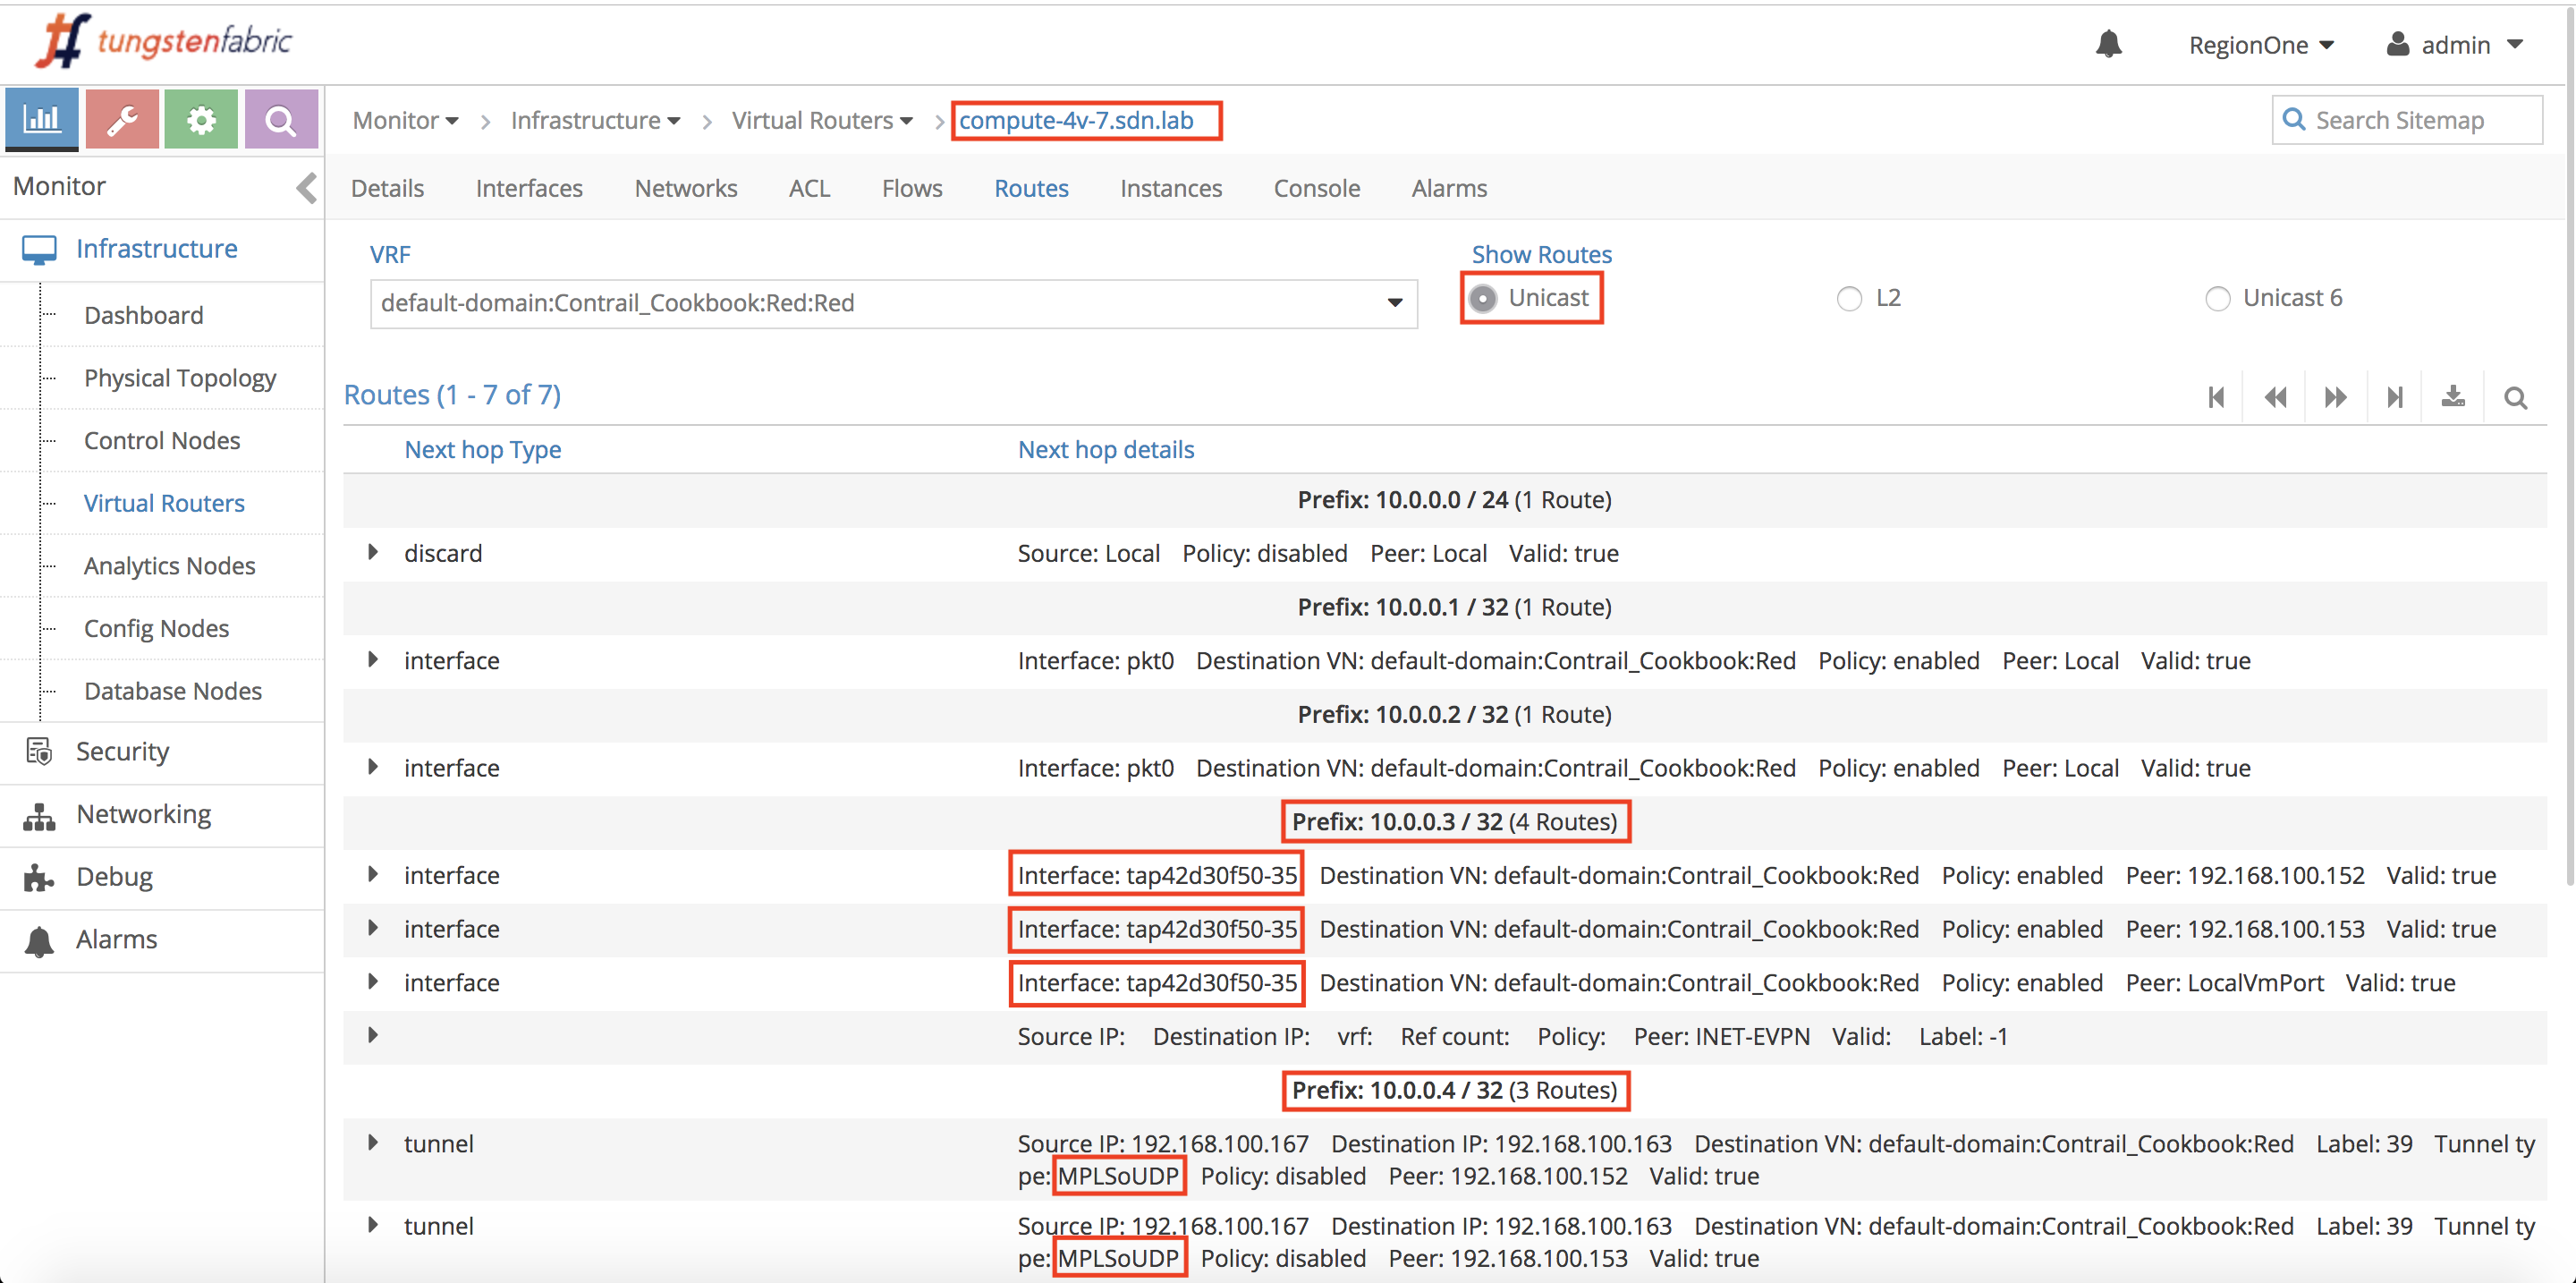 tungstenfabric
RegionOne
admin
Monitor
Infrastructure
Virtual Routers
compute-4v-7.sdn.lab
Search Sitemap
Monitor
Details
Interfaces
Networks
ACL
Flows
Routes
Instances
Console
Alarms
Infrastructure
Dashboard
Physical Topology
Control Nodes
Virtual Routers
Analytics Nodes
Config Nodes
Database Nodes
Security
Networking
Debug
Alarms
VRF
default-domain:Contrail_Cookbook:Red:Red
Show Routes
Unicast
L2
Unicast 6
Routes (1 - 7 of 7)
Next hop Type Next hop details
Prefix: 10.0.0.0 / 24 (1 Route)
discard Source: Local Policy: disabled Peer: Local Valid: true
Prefix: 10.0.0.1 / 32 (1 Route)
interface Interface: pkt0 Destination VN: default-domain:Contrail_Cookbook:Red Policy: enabled Peer: Local Valid: true
Prefix: 10.0.0.2 / 32 (1 Route)
interface Interface: pkt0 Destination VN: default-domain:Contrail_Cookbook:Red Policy: enabled Peer: Local Valid: true
Prefix: 10.0.0.3 / 32 (4 Routes)
interface Interface: tap42d30f50-35 Destination VN: default-domain:Contrail_Cookbook:Red Policy: enabled Peer: 192.168.100.152 Valid: true
interface Interface: tap42d30f50-35 Destination VN: default-domain:Contrail_Cookbook:Red Policy: enabled Peer: 192.168.100.153 Valid: true
interface Interface: tap42d30f50-35 Destination VN: default-domain:Contrail_Cookbook:Red Policy: enabled Peer: LocalVmPort Valid: true
Source IP: Destination IP: vrf: Ref count: Policy: Peer: INET-EVPN Valid: Label: -1
Prefix: 10.0.0.4 / 32 (3 Routes)
tunnel Source IP: 192.168.100.167 Destination IP: 192.168.100.163 Destination VN: default-domain:Contrail_Cookbook:Red Label: 39 Tunnel ty
pe: MPLSoUDP Policy: disabled Peer: 192.168.100.152 Valid: true
tunnel Source IP: 192.168.100.167 Destination IP: 192.168.100.163 Destination VN: default-domain:Contrail_Cookbook:Red Label: 39 Tunnel ty
pe: MPLSoUDP Policy: disabled Peer: 192.168.100.153 Valid: true